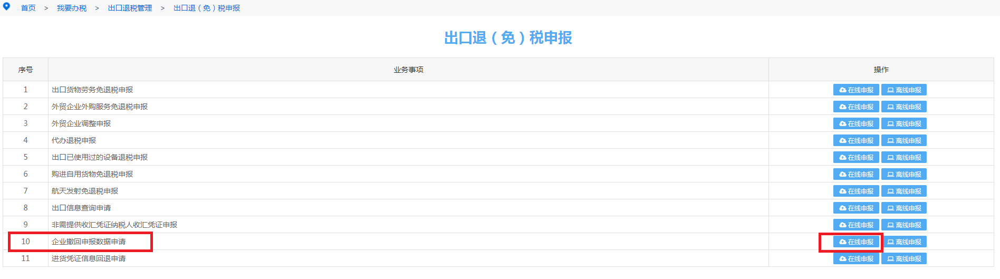 首页 > 我要办税 > 出口退税管理 > 出口退（免）税申报
出口退（免）税申报
序号 业务事项 操作
1 出口货物劳务免退税申报 在线申报 离线申报
2 外贸企业外购服务免退税申报 在线申报 离线申报
3 外贸企业调整申报 在线申报 离线申报
4 代办退税申报 在线申报 离线申报
5 出口已使用过的设备退税申报 在线申报 离线申报
6 购进自用货物免退税申报 在线申报 离线申报
7 航天发射免退税申报 在线申报 离线申报
8 出口信息查询申请 在线申报 离线申报
9 非需提供收汇凭证纳税人收汇凭证申报 在线申报 离线申报
10 企业撤回申报数据申请 在线申报 离线申报
11 进货凭证信息回退申请 在线申报 离线申报